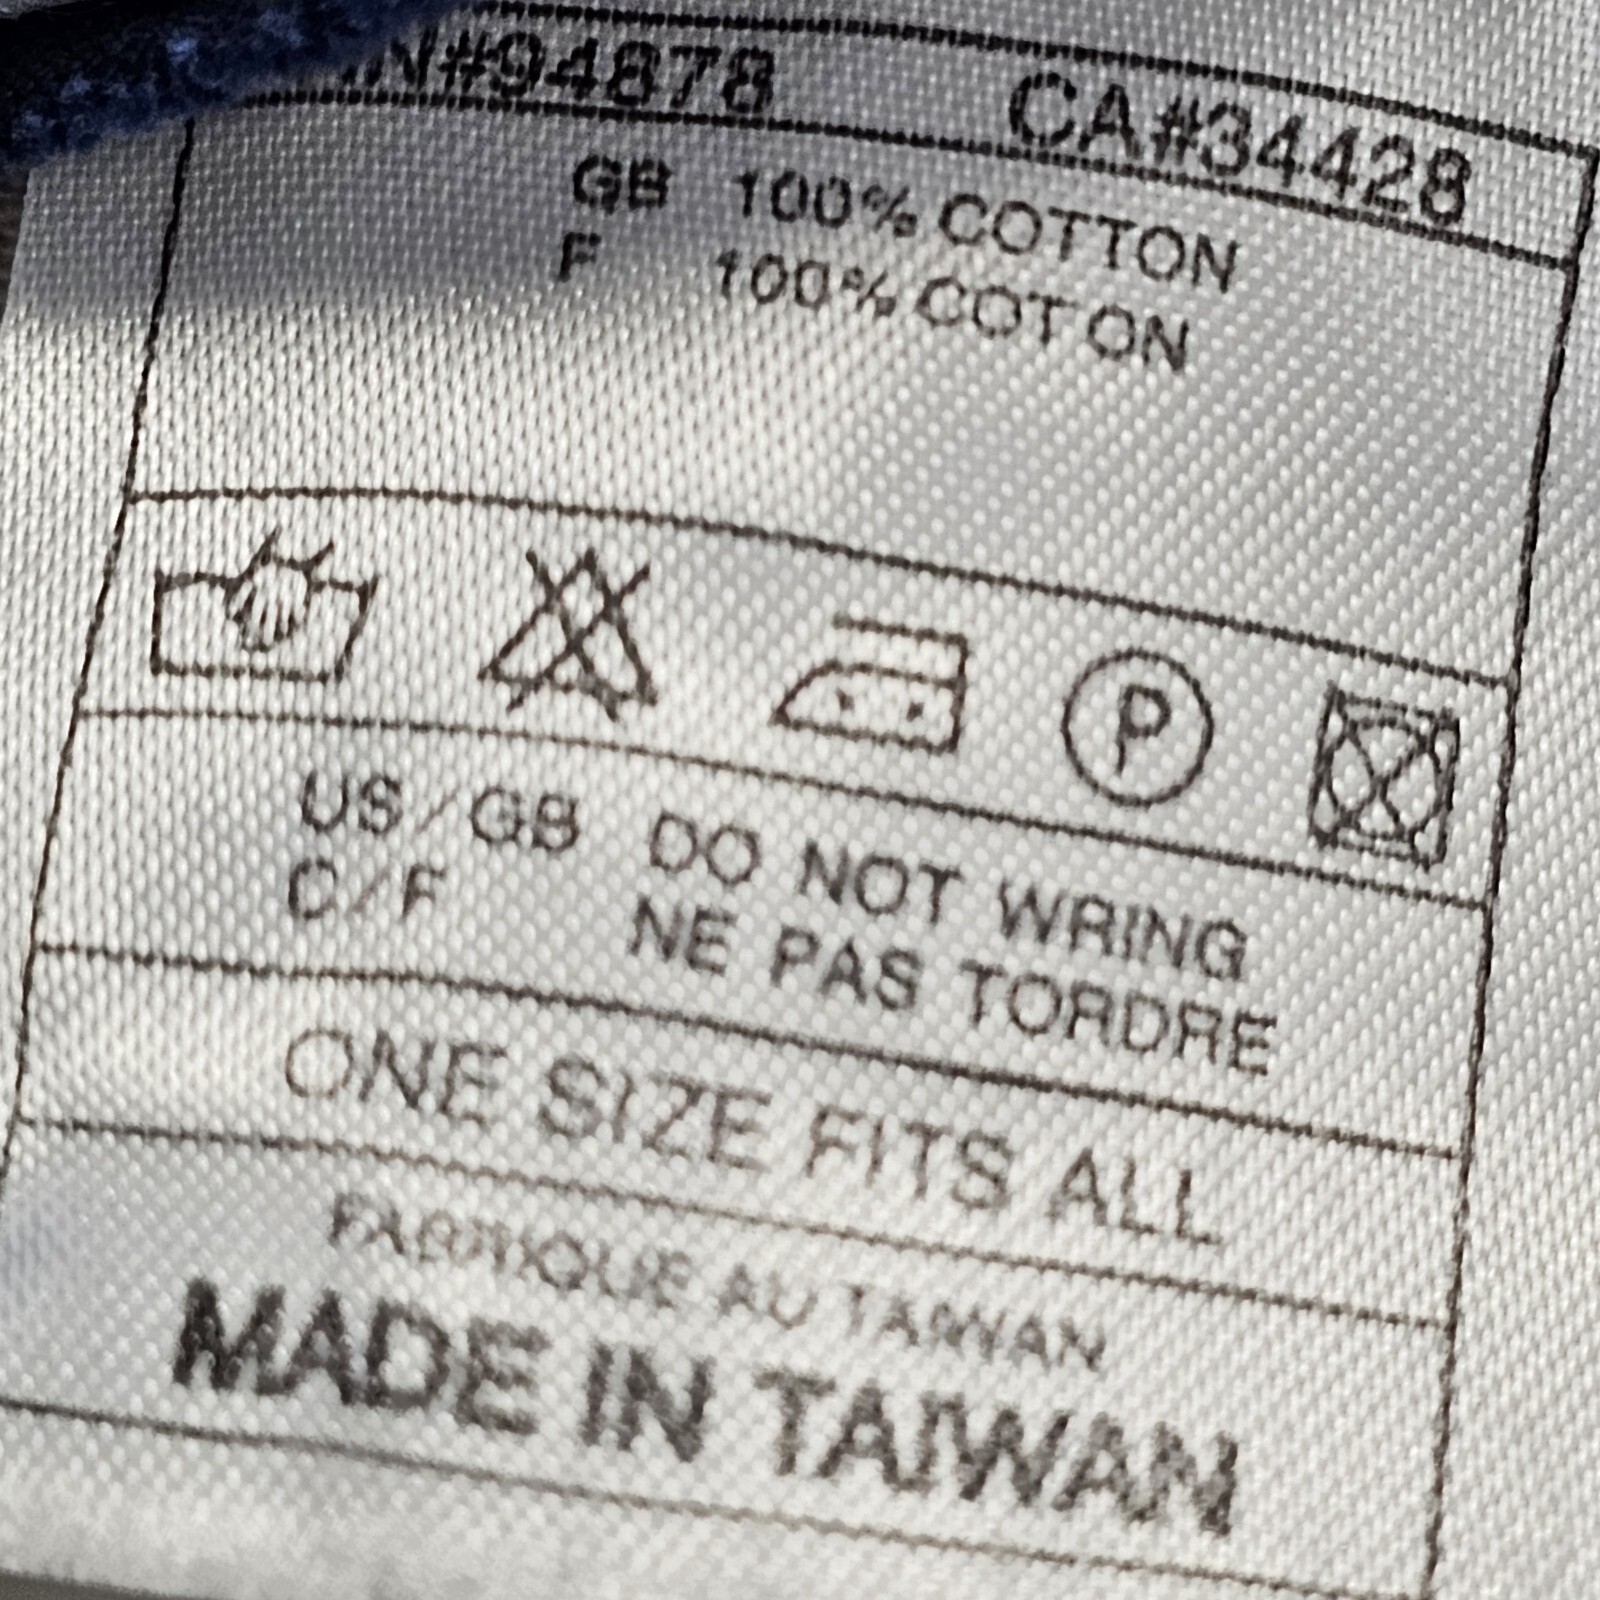 N#94878 CA#34428
GB 100% COTTON
F 100% COTON
P
US/GB DO NOT WRING
C/F NE PAS TORDRE
ONE SIZE FITS ALL
FABRIQUE AU TAIWAN
MADE IN TAIWAN